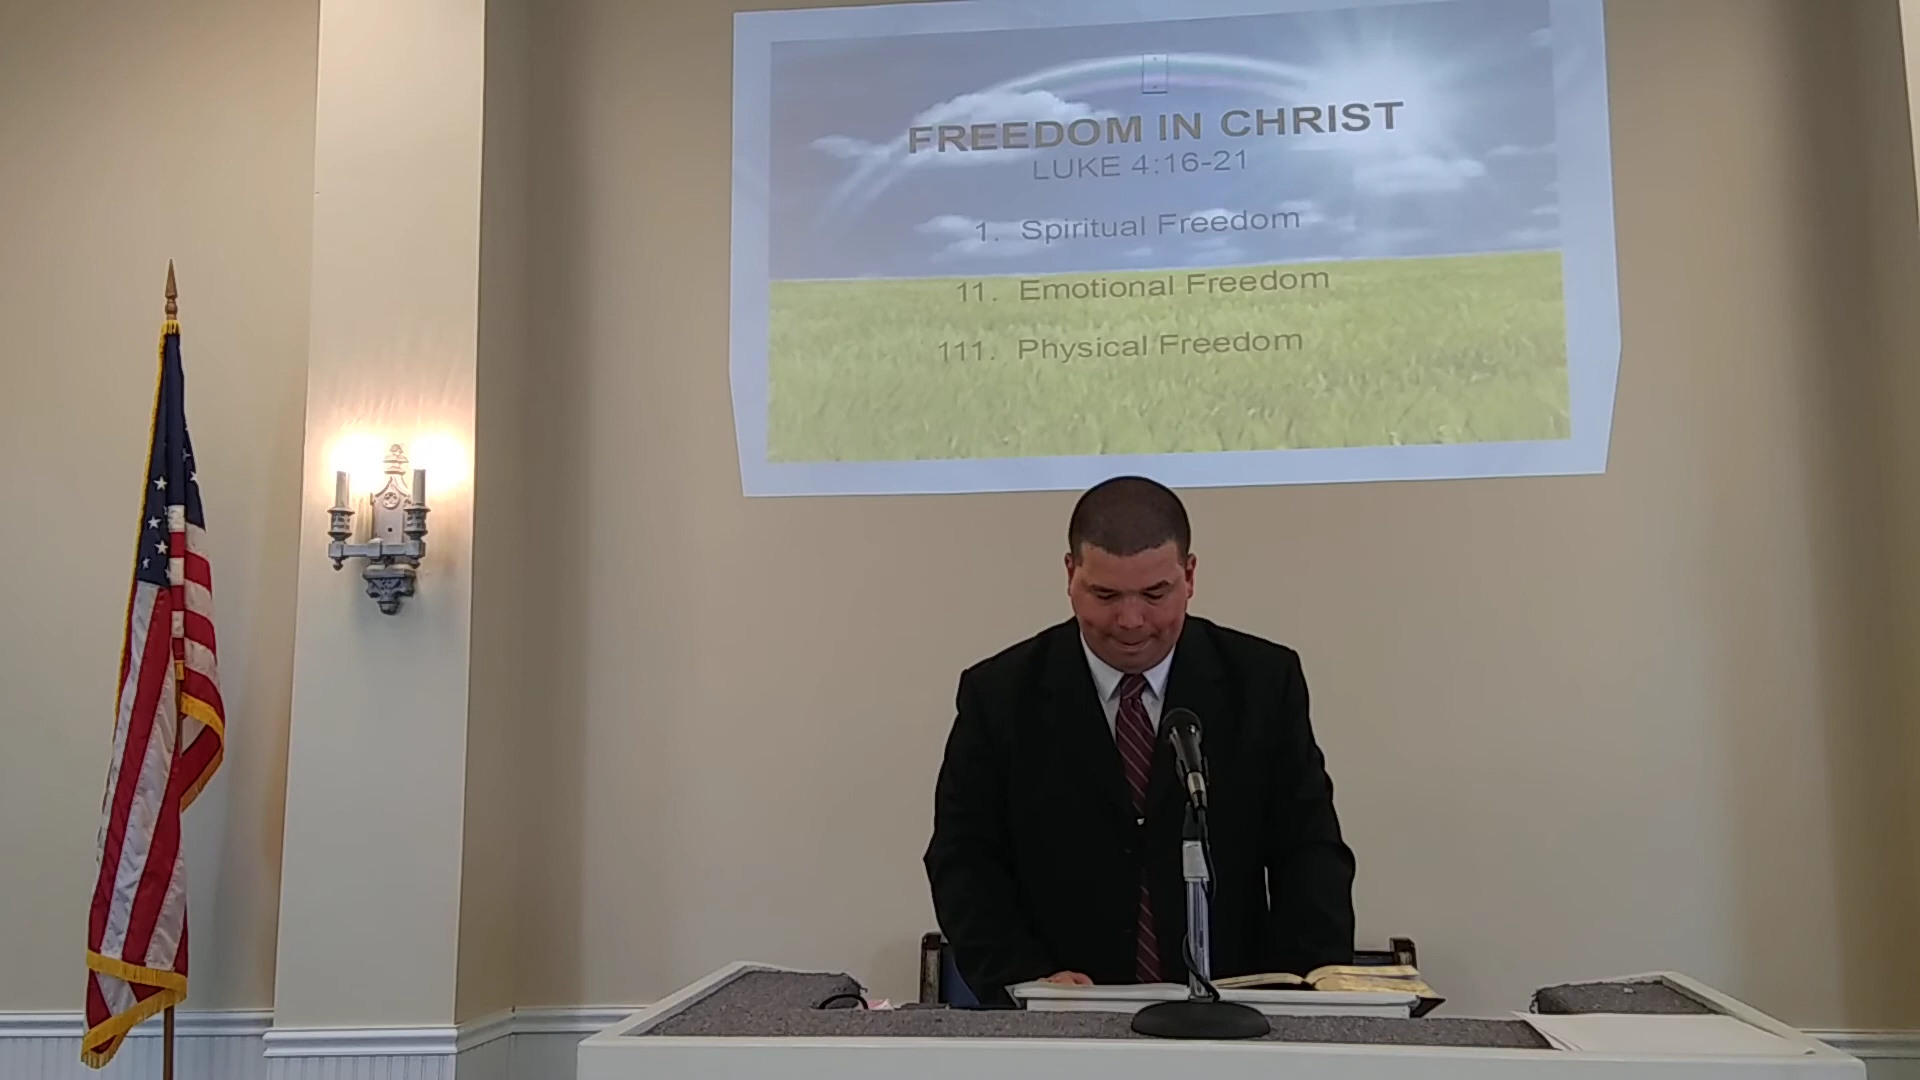 FREEDOM IN CHRIST
LUKE 4:16-21
1. Spiritual Freedom
11. Emotional Freedom
111. Physical Freedom